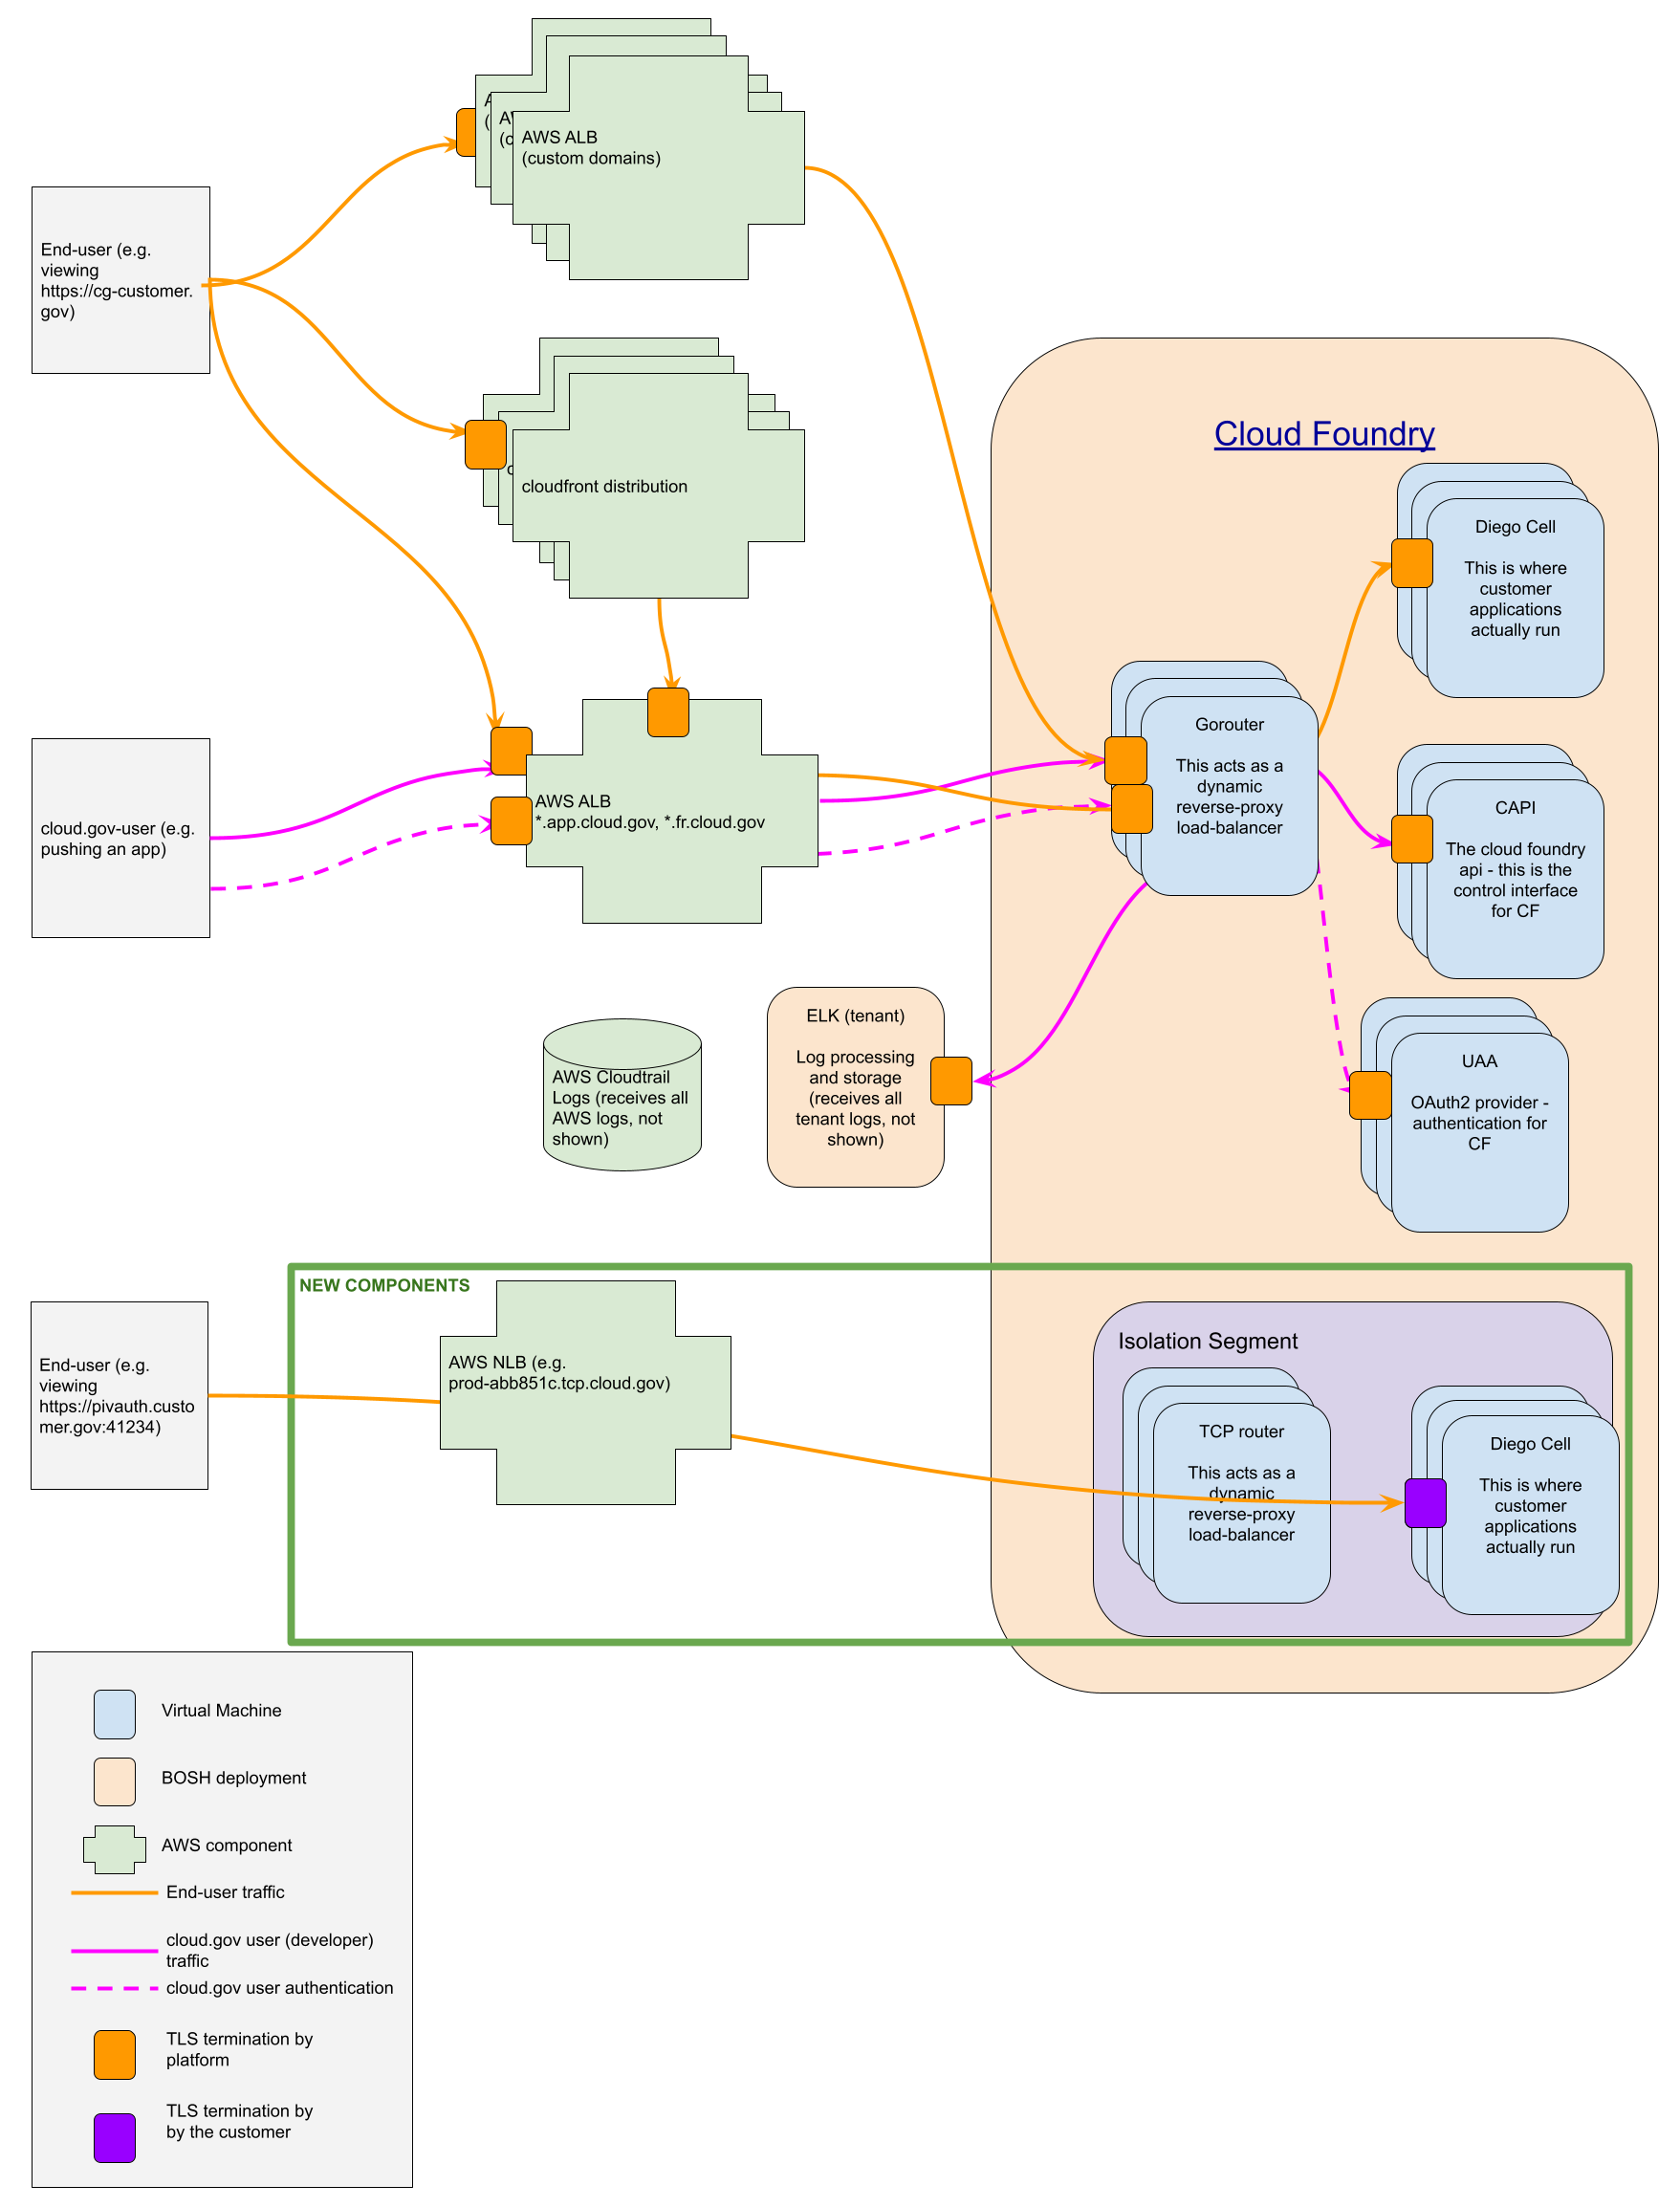 A
(
AW
(c
AWS ALB
(custom domains)
End-user (e.g.
viewing
https://cg-customer.
gov)
c
cloudfront distribution
Cloud Foundry
Diego Cell
This is where
customer
applications
actually run
Gorouter
This acts as a
dynamic
reverse-proxy
load-balancer
cloud.gov-user (e.g.
pushing an app)
AWS ALB
*.app.cloud.gov, *.fr.cloud.gov
CAPI
The cloud foundry
api - this is the
control interface
for CF
AWS Cloudtrail
Logs (receives all
AWS logs, not
shown)
ELK (tenant)
Log processing
and storage
(receives all
tenant logs, not
shown)
UAA
OAuth2 provider -
authentication for
CF
NEW COMPONENTS
End-user (e.g.
viewing
https://pivauth.custo
mer.gov:41234)
AWS NLB (e.g.
prod-abb851c.tcp.cloud.gov)
Isolation Segment
TCP router
This acts as a
dynamic
reverse-proxy
load-balancer
Diego Cell
This is where
customer
applications
actually run
Virtual Machine
BOSH deployment
AWS component
End-user traffic
cloud.gov user (developer)
traffic
cloud.gov user authentication
TLS termination by
platform
TLS termination by
by the customer